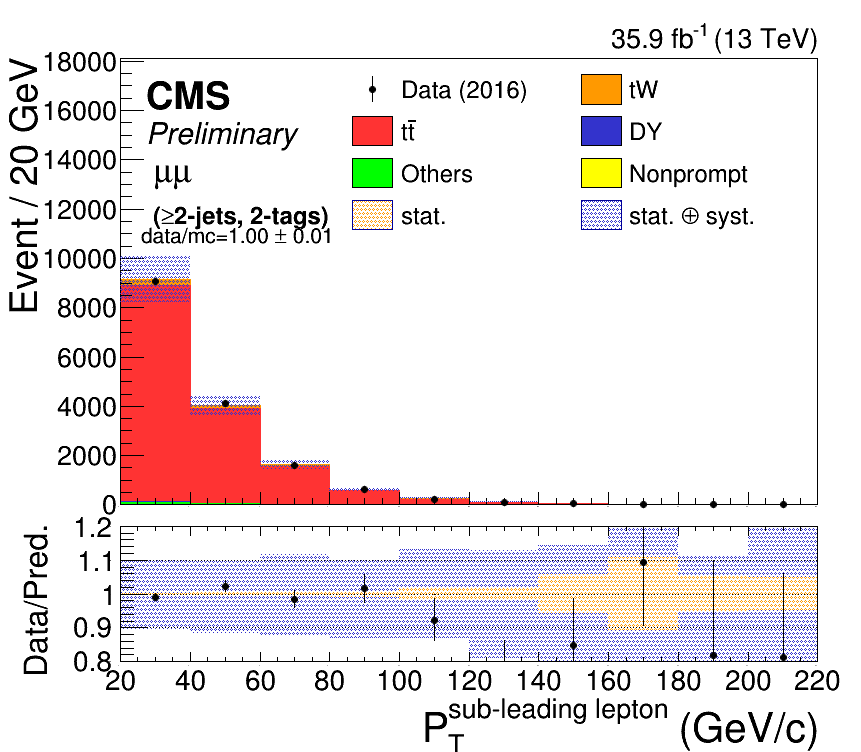 35.9 fb⁻¹ (13 TeV)
Event / 20 GeV
18000
16000
14000
12000
10000
8000
6000
4000
2000
0
CMS
Preliminary
μμ
(≥2-jets, 2-tags)
data/mc=1.00 ± 0.01
Data (2016)
tt̄
Others
stat.
tW
DY
Nonprompt
stat. ⊕ syst.
Data/Pred.
1.2
1.1
1
0.9
0.8
20 40 60 80 100 120 140 160 180 200 220
P_T^sub-leading lepton (GeV/c)